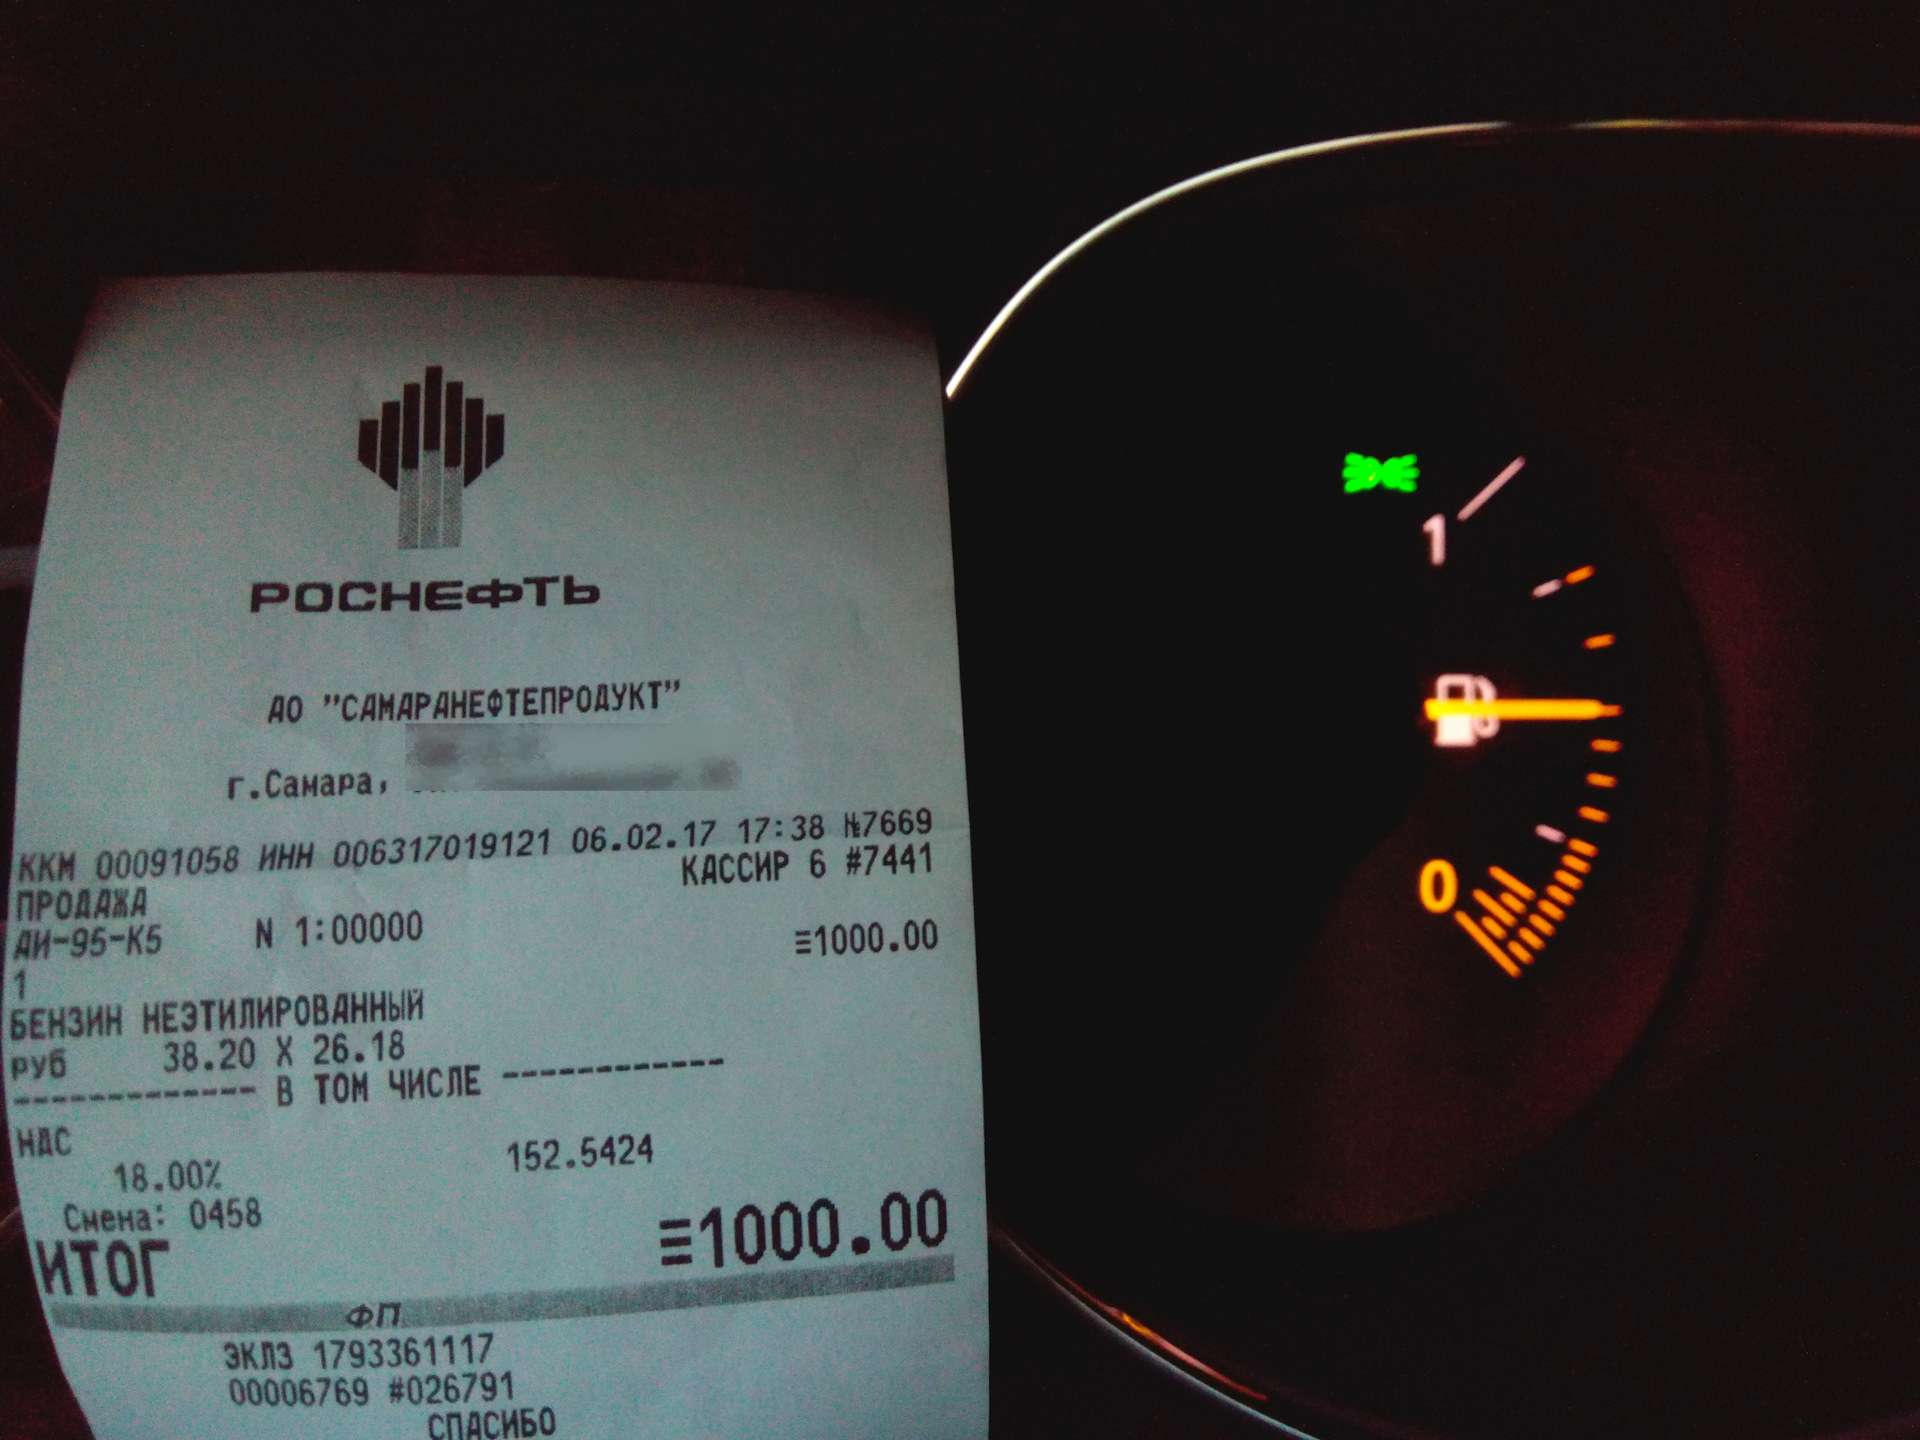 РОСНЕФТЬ
АО "САМАРАНЕФТЕПРОДУКТ"
г.Самара,
ККМ 00091058 ИНН 006317019121 06.02.17 17:38 №7669
КАССИР 6 #7441
ПРОДАЖА
АИ-95-К5 N 1:00000 ≡1000.00
1
БЕНЗИН НЕЭТИЛИРОВАННЫЙ
руб 38.20 X 26.18
------------ В ТОМ ЧИСЛЕ ------------
НДС
18.00% 152.5424
Смена: 0458
ИТОГ ≡1000.00
ФП
ЭКЛЗ 1793361117
00006769 #026791
СПАСИБО
1
0